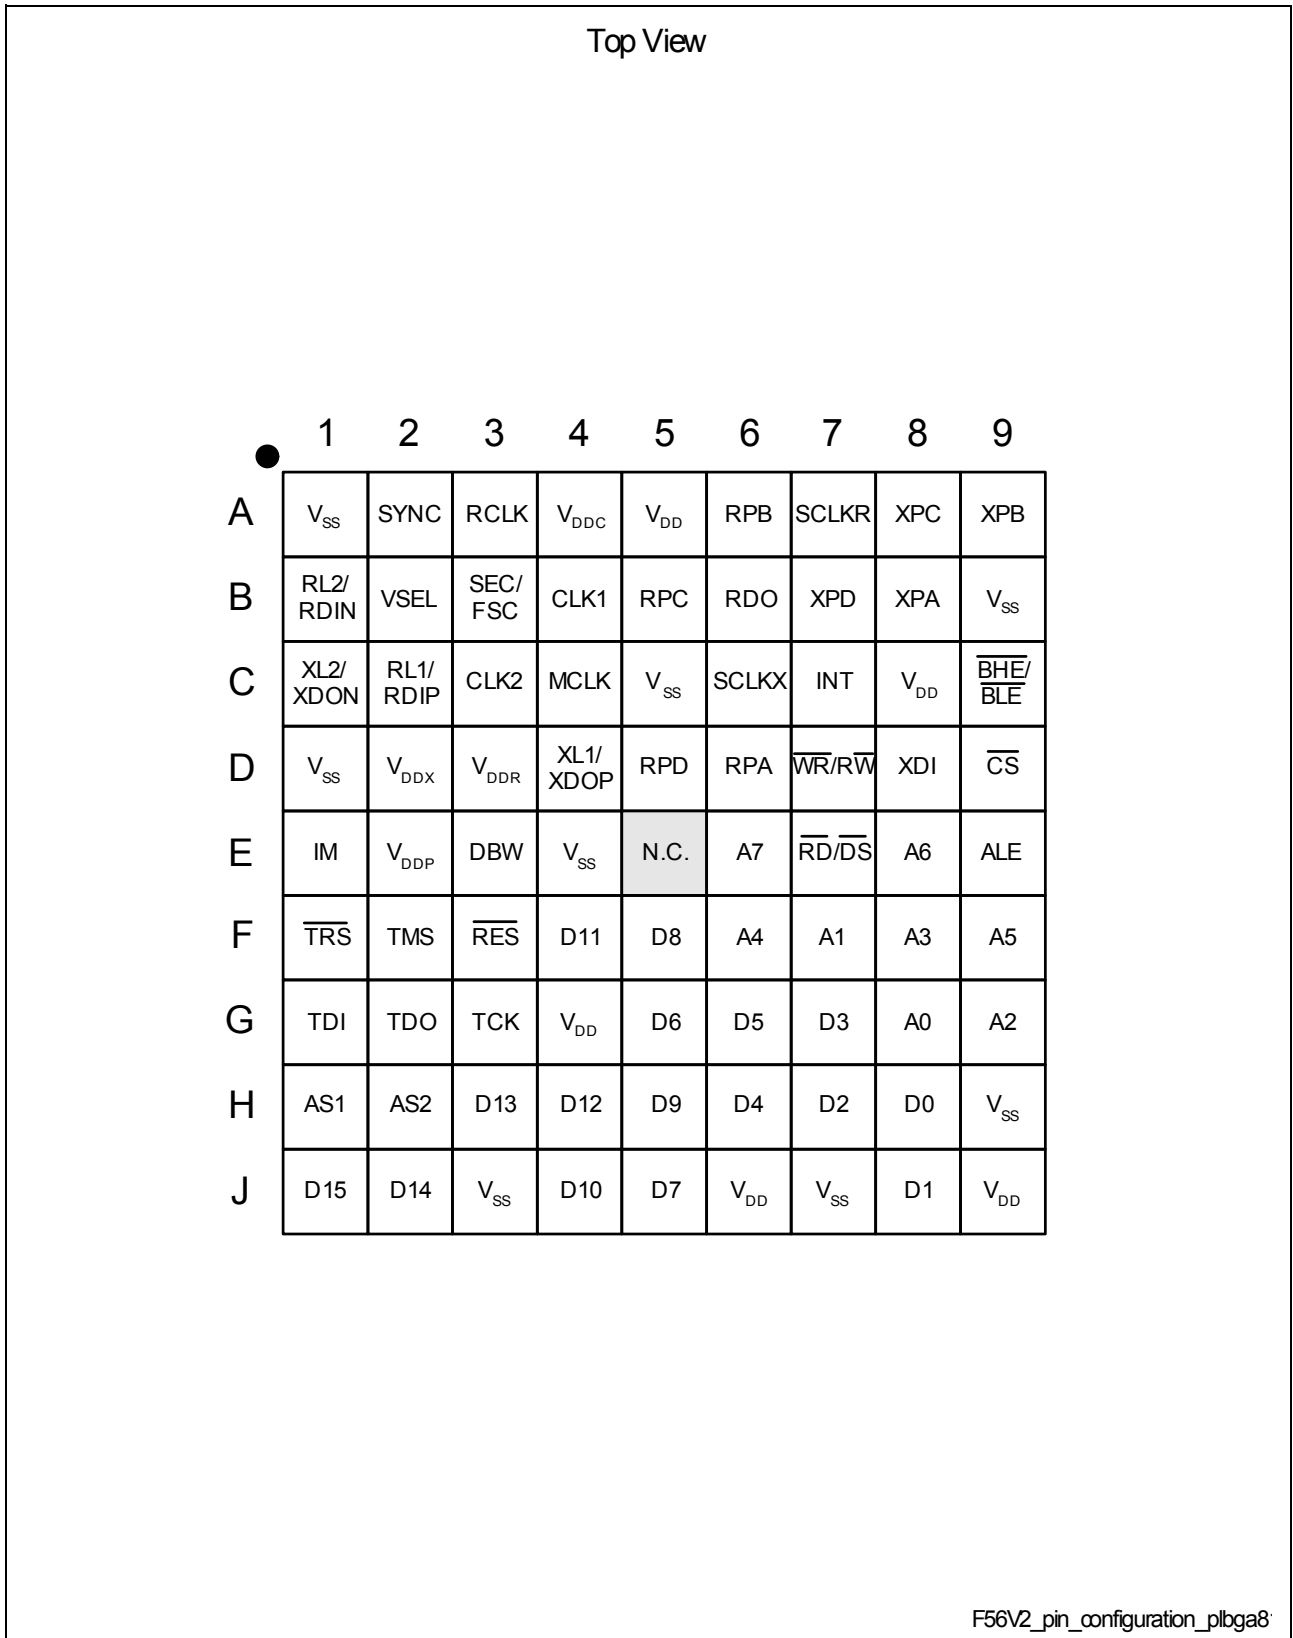 Top View
1 2 3 4 5 6 7 8 9
A VSS SYNC RCLK VDDC VDD RPB SCLKR XPC XPB
B RL2/ RDIN VSEL SEC/ FSC CLK1 RPC RDO XPD XPA VSS
C XL2/ XDON RL1/ RDIP CLK2 MCLK VSS SCLKX INT VDD BHE/ BLE
D VSS VDDX VDDR XL1/ XDOP RPD RPA WR/RW XDI CS
E IM VDDP DBW VSS N.C. A7 RD/DS A6 ALE
F TRS TMS RES D11 D8 A4 A1 A3 A5
G TDI TDO TCK VDD D6 D5 D3 A0 A2
H AS1 AS2 D13 D12 D9 D4 D2 D0 VSS
J D15 D14 VSS D10 D7 VDD VSS D1 VDD
F56V2_pin_configuration_plbga8